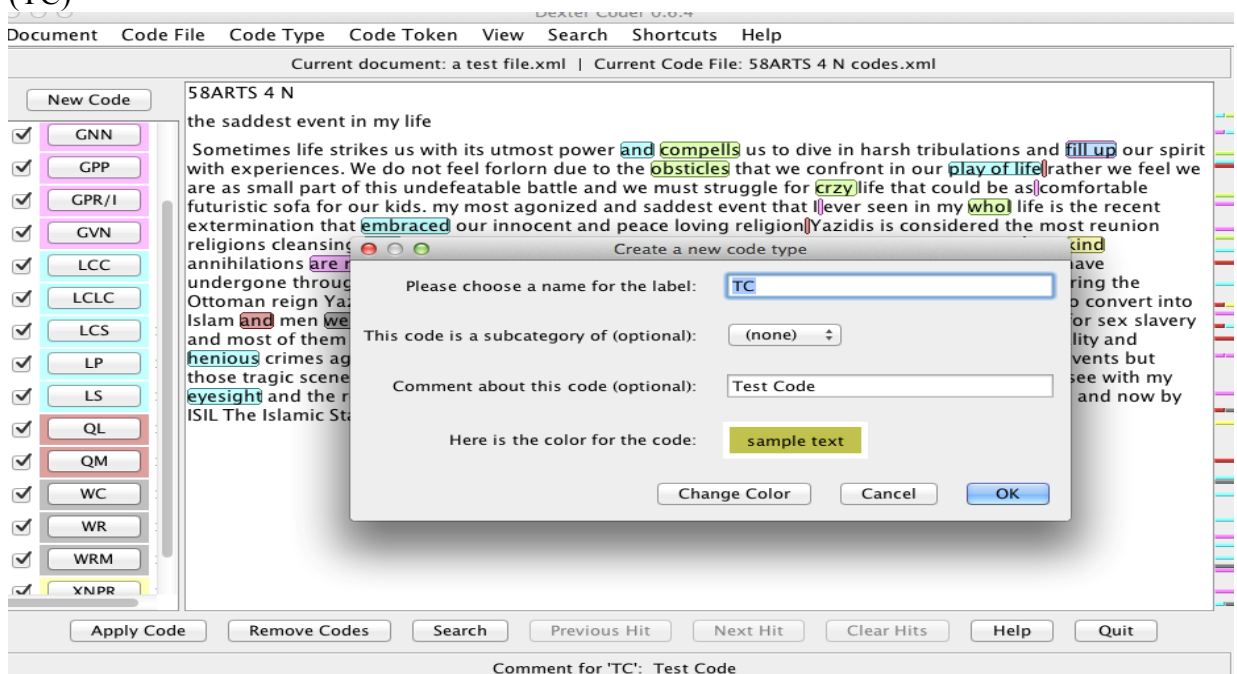 (TC)
Dexter Coder 0.6.4
Document Code File Code Type Code Token View Search Shortcuts Help
Current document: a test file.xml | Current Code File: 58ARTS 4 N codes.xml
New Code
GNN
GPP
GPR/I
GVN
LCC
LCLC
LCS
LP
LS
QL
QM
WC
WR
WRM
XNPR
58ARTS 4 N
the saddest event in my life
Sometimes life strikes us with its utmost power and compells us to dive in harsh tribulations and fill up our spirit
with experiences. We do not feel forlorn due to the obsticles that we confront in our play of life rather we feel we
are as small part of this undefeatable battle and we must struggle for crzy life that could be as comfortable
futuristic sofa for our kids. my most agonized and saddest event that I ever seen in my whol life is the recent
extermination that embraced our innocent and peace loving religion Yazidis is considered the most reunion
religions cleansing kind
annihilations are have
undergone throug ring the
Ottoman reign Yaz convert into
Islam and men we or sex slavery
and most of them lity and
henious crimes ag vents but
those tragic scene see with my
eyesight and the r and now by
ISIL The Islamic Sta
Create a new code type
Please choose a name for the label: TC
This code is a subcategory of (optional): (none)
Comment about this code (optional): Test Code
Here is the color for the code: sample text
Change Color Cancel OK
Apply Code Remove Codes Search Previous Hit Next Hit Clear Hits Help Quit
Comment for 'TC': Test Code